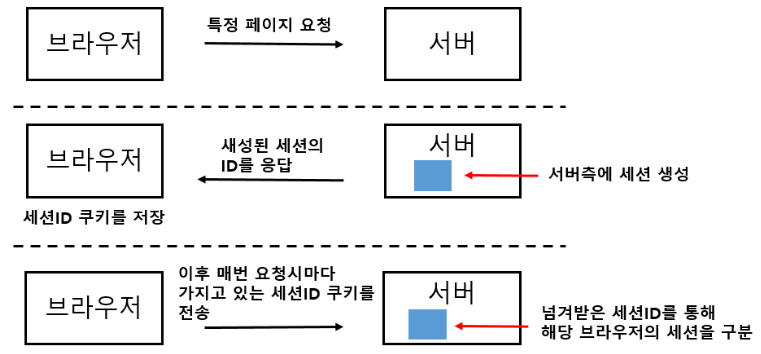 특정 페이지 요청
브라우저
서버
새성된 세션의
ID를 응답
브라우저
서버
서버측에 세션 생성
세션ID 쿠키를 저장
이후 매번 요청시마다
가지고 있는 세션ID 쿠키를
전송
브라우저
서버
넘겨받은 세션ID를 통해
해당 브라우저의 세션을 구분